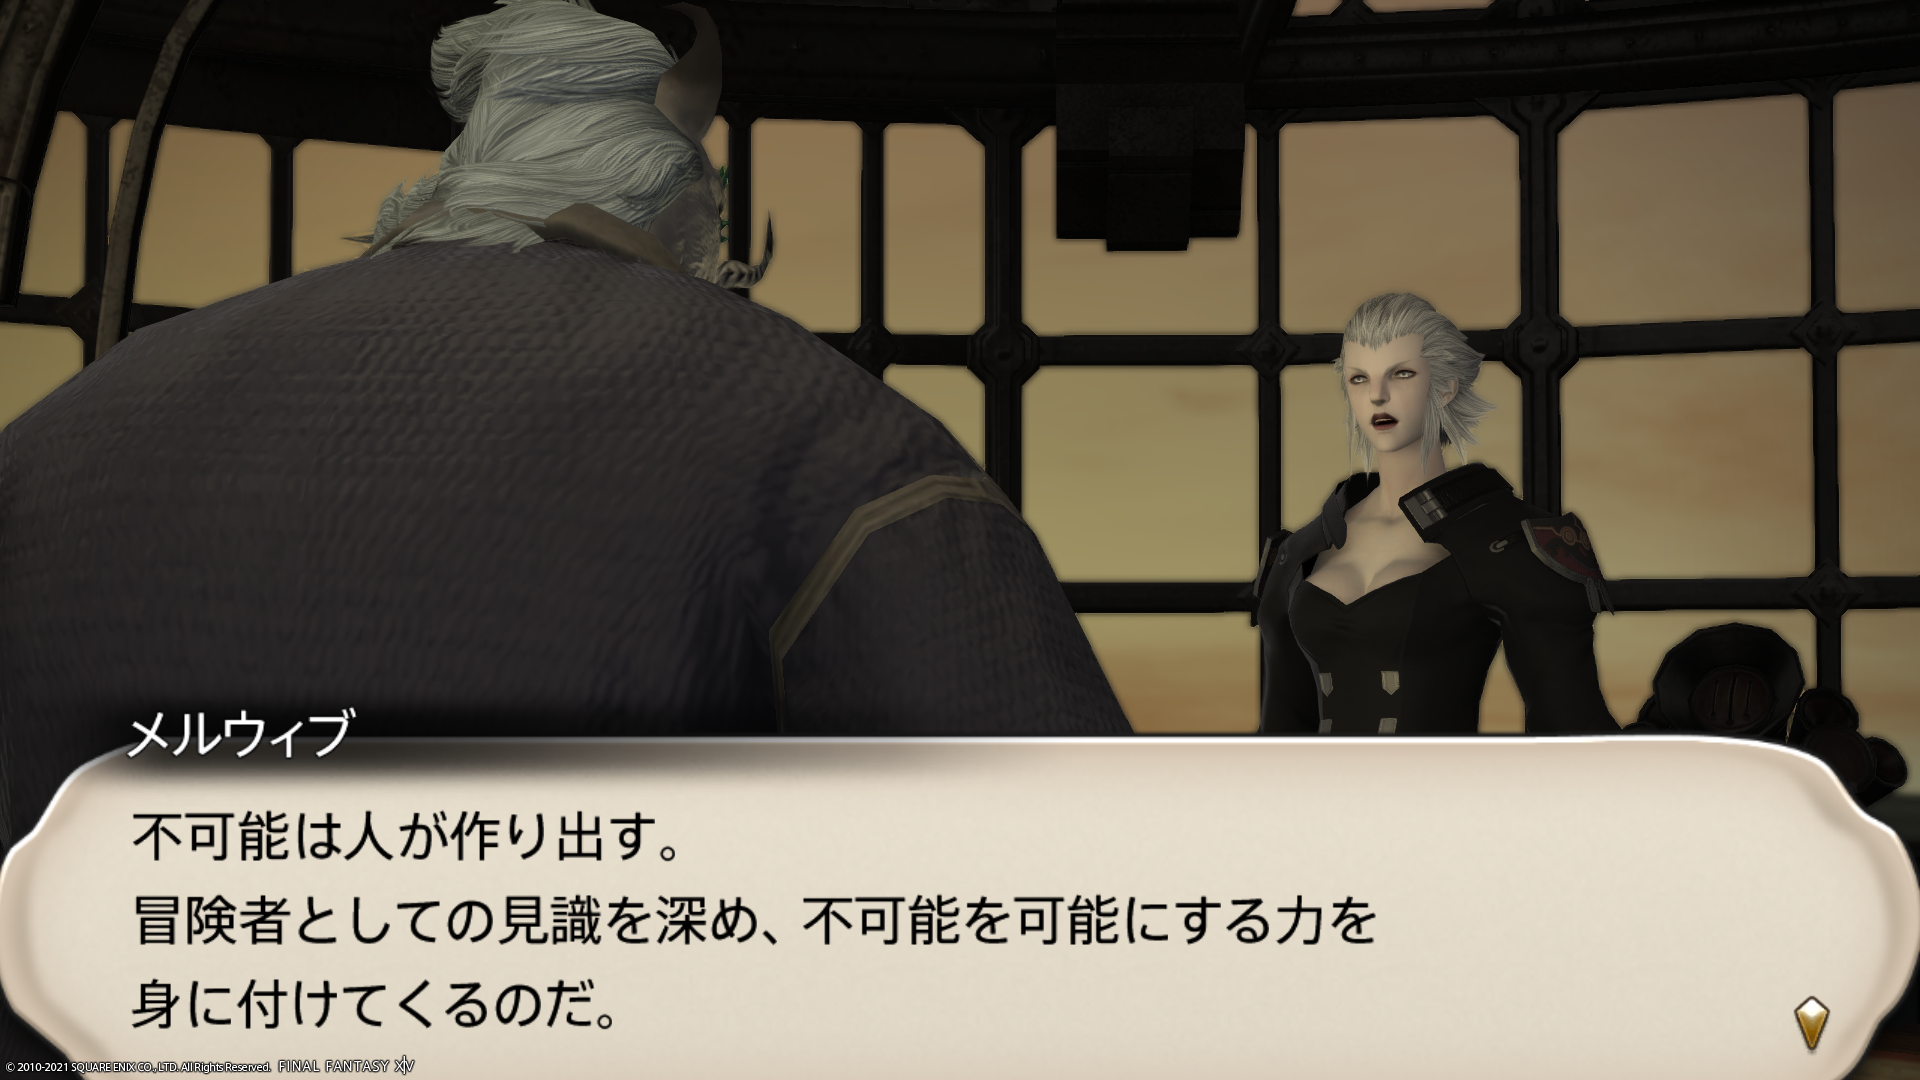 メルウィブ
不可能は人が作り出す。
冒険者としての見識を深め、不可能を可能にする力を
身に付けてくるのだ。
© 2010-2021 SQUARE ENIX CO., LTD. All Rights Reserved. FINAL FANTASY XIV